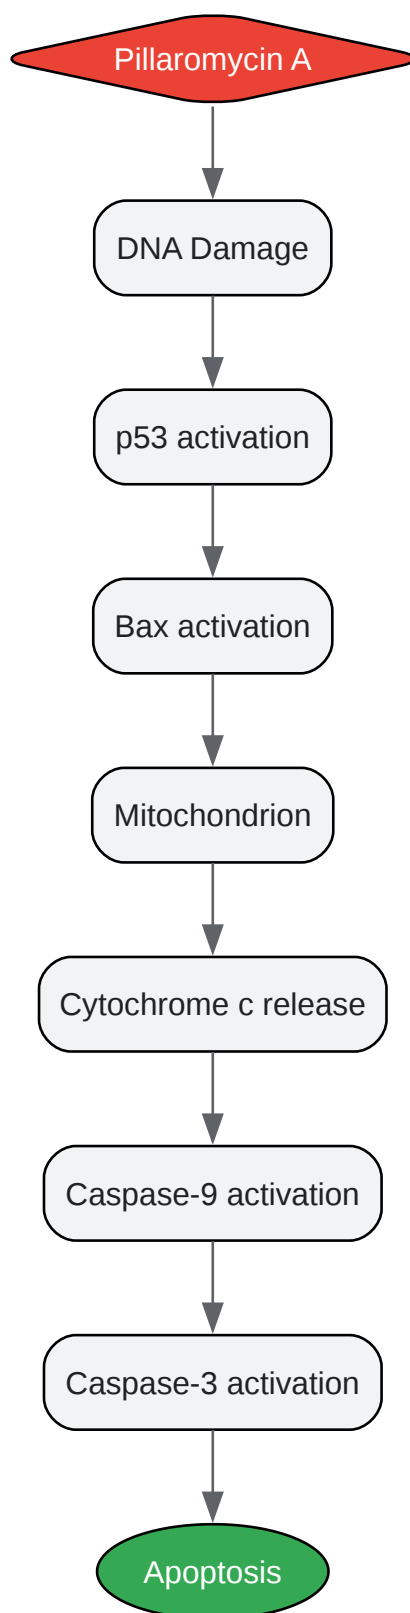 Pillaromycin A
DNA Damage
p53 activation
Bax activation
Mitochondrion
Cytochrome c release
Caspase-9 activation
Caspase-3 activation
Apoptosis